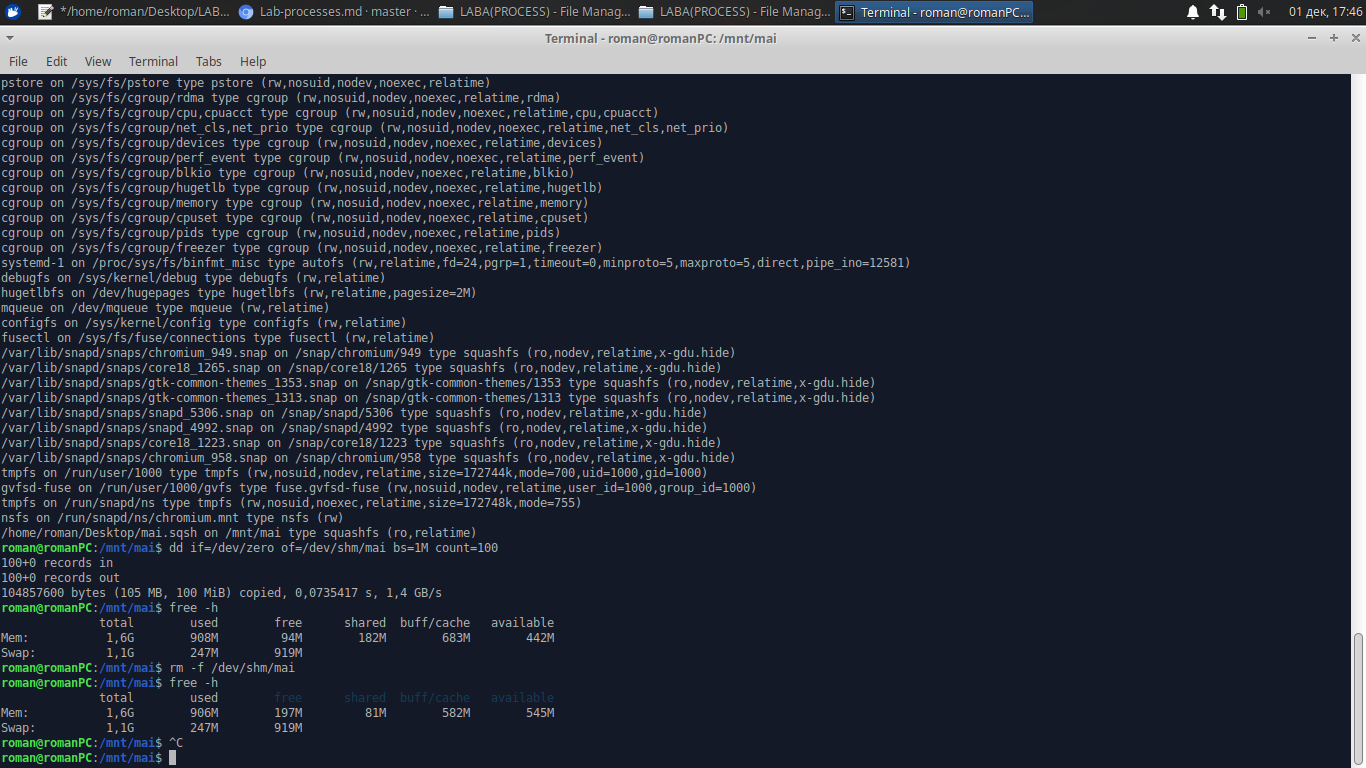 */home/roman/Desktop/LAB... Lab-processes.md · master · ... LABA(PROCESS) - File Manag... LABA(PROCESS) - File Manag... Terminal - roman@romanPC... 01 дек, 17:46
Terminal - roman@romanPC: /mnt/mai
File Edit View Terminal Tabs Help
pstore on /sys/fs/pstore type pstore (rw,nosuid,nodev,noexec,relatime)
cgroup on /sys/fs/cgroup/rdma type cgroup (rw,nosuid,nodev,noexec,relatime,rdma)
cgroup on /sys/fs/cgroup/cpu,cpuacct type cgroup (rw,nosuid,nodev,noexec,relatime,cpu,cpuacct)
cgroup on /sys/fs/cgroup/net_cls,net_prio type cgroup (rw,nosuid,nodev,noexec,relatime,net_cls,net_prio)
cgroup on /sys/fs/cgroup/devices type cgroup (rw,nosuid,nodev,noexec,relatime,devices)
cgroup on /sys/fs/cgroup/perf_event type cgroup (rw,nosuid,nodev,noexec,relatime,perf_event)
cgroup on /sys/fs/cgroup/blkio type cgroup (rw,nosuid,nodev,noexec,relatime,blkio)
cgroup on /sys/fs/cgroup/hugetlb type cgroup (rw,nosuid,nodev,noexec,relatime,hugetlb)
cgroup on /sys/fs/cgroup/memory type cgroup (rw,nosuid,nodev,noexec,relatime,memory)
cgroup on /sys/fs/cgroup/cpuset type cgroup (rw,nosuid,nodev,noexec,relatime,cpuset)
cgroup on /sys/fs/cgroup/pids type cgroup (rw,nosuid,nodev,noexec,relatime,pids)
cgroup on /sys/fs/cgroup/freezer type cgroup (rw,nosuid,nodev,noexec,relatime,freezer)
systemd-1 on /proc/sys/fs/binfmt_misc type autofs (rw,relatime,fd=24,pgrp=1,timeout=0,minproto=5,maxproto=5,direct,pipe_ino=12581)
debugfs on /sys/kernel/debug type debugfs (rw,relatime)
hugetlbfs on /dev/hugepages type hugetlbfs (rw,relatime,pagesize=2M)
mqueue on /dev/mqueue type mqueue (rw,relatime)
configfs on /sys/kernel/config type configfs (rw,relatime)
fusectl on /sys/fs/fuse/connections type fusectl (rw,relatime)
/var/lib/snapd/snaps/chromium_949.snap on /snap/chromium/949 type squashfs (ro,nodev,relatime,x-gdu.hide)
/var/lib/snapd/snaps/core18_1265.snap on /snap/core18/1265 type squashfs (ro,nodev,relatime,x-gdu.hide)
/var/lib/snapd/snaps/gtk-common-themes_1353.snap on /snap/gtk-common-themes/1353 type squashfs (ro,nodev,relatime,x-gdu.hide)
/var/lib/snapd/snaps/gtk-common-themes_1313.snap on /snap/gtk-common-themes/1313 type squashfs (ro,nodev,relatime,x-gdu.hide)
/var/lib/snapd/snaps/snapd_5306.snap on /snap/snapd/5306 type squashfs (ro,nodev,relatime,x-gdu.hide)
/var/lib/snapd/snaps/snapd_4992.snap on /snap/snapd/4992 type squashfs (ro,nodev,relatime,x-gdu.hide)
/var/lib/snapd/snaps/core18_1223.snap on /snap/core18/1223 type squashfs (ro,nodev,relatime,x-gdu.hide)
/var/lib/snapd/snaps/chromium_958.snap on /snap/chromium/958 type squashfs (ro,nodev,relatime,x-gdu.hide)
tmpfs on /run/user/1000 type tmpfs (rw,nosuid,nodev,relatime,size=172744k,mode=700,uid=1000,gid=1000)
gvfsd-fuse on /run/user/1000/gvfs type fuse.gvfsd-fuse (rw,nosuid,nodev,relatime,user_id=1000,group_id=1000)
tmpfs on /run/snapd/ns type tmpfs (rw,nosuid,noexec,relatime,size=172748k,mode=755)
nsfs on /run/snapd/ns/chromium.mnt type nsfs (rw)
/home/roman/Desktop/mai.sqsh on /mnt/mai type squashfs (ro,relatime)
roman@romanPC:/mnt/mai$ dd if=/dev/zero of=/dev/shm/mai bs=1M count=100
100+0 records in
100+0 records out
104857600 bytes (105 MB, 100 MiB) copied, 0,0735417 s, 1,4 GB/s
roman@romanPC:/mnt/mai$ free -h
total used free shared buff/cache available
Mem: 1,6G 908M 94M 182M 683M 442M
Swap: 1,1G 247M 919M
roman@romanPC:/mnt/mai$ rm -f /dev/shm/mai
roman@romanPC:/mnt/mai$ free -h
total used free shared buff/cache available
Mem: 1,6G 906M 197M 81M 582M 545M
Swap: 1,1G 247M 919M
roman@romanPC:/mnt/mai$ ^C
roman@romanPC:/mnt/mai$